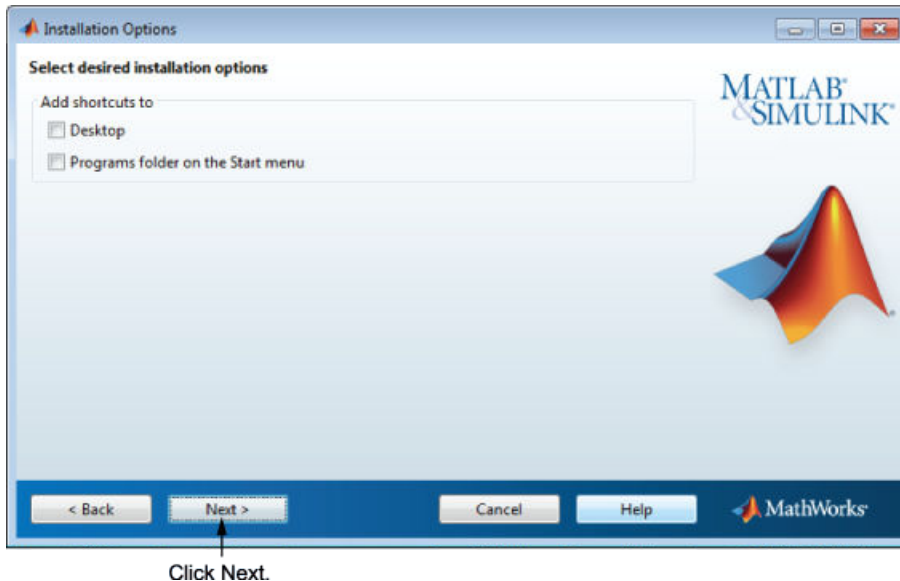 Installation Options
Select desired installation options
Add shortcuts to
Desktop
Programs folder on the Start menu
MATLAB®
&SIMULINK®
< Back
Next >
Cancel
Help
MathWorks®
Click Next.